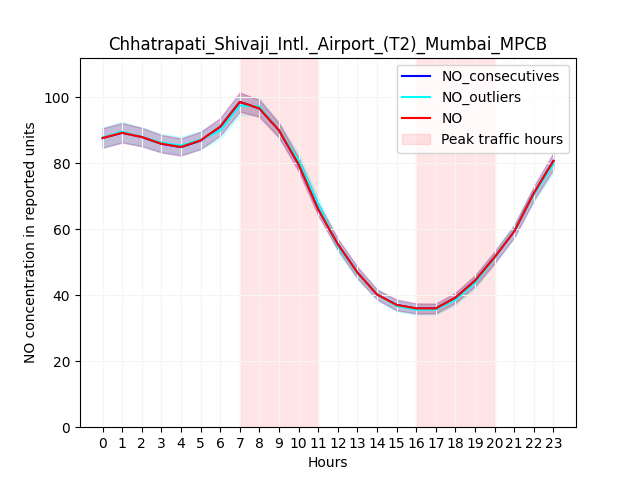 Chhatrapati_Shivaji_Intl._Airport_(T2)_Mumbai_MPCB
NO_consecutives
NO_outliers
NO
Peak traffic hours
NO concentration in reported units
100
80
60
40
20
0
0 1 2 3 4 5 6 7 8 9 10 11 12 13 14 15 16 17 18 19 20 21 22 23
Hours